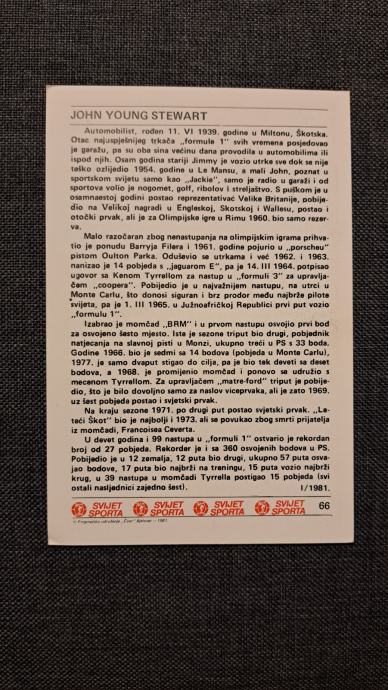 JOHN YOUNG STEWART
Automobilist, rođen 11. VI 1939. godine u Miltonu, Škotska.
Otac najuspješnijeg trkača „formule 1" svih vremena posjedovao
je garažu, pa su oba sina većinu dana provodila u automobilima ili
ispod njih. Osam godina stariji Jimmy je vozio utrke sve dok se nije
teško ozlijedio 1954. godine u Le Mansu, a mali John, poznat u
sportskom svijetu samo kao „Jackie", samo je radio u garaži i od
sportova volio je nogomet, golf, ribolov i streljaštvo. S puškom je u
osamnaestoj godini postao reprezentativac Velike Britanije, pobije-
dio na Velikoj nagradi u Engleskoj, Škotskoj i Wallesu, postao i
otočki prvak, ali je za Olimpijske igre u Rimu 1960. bio samo rezer-
va.
Malo razočaran zbog nenastupanja na olimpijskim igrama prihva-
tio je ponudu Barryja Filera i 1961. godine pojurio u „porscheu"
pistom Oulton Parka. Oduševio se utrkama i već 1962. i 1963.
nanizao je 14 pobjeda s „jaguarom E", pa je 14. III 1964. potpisao
ugovor sa Kenom Tyrrellom za nastup u „formuli 3" za upravlja-
čem „coopera". Pobijedio je u najvažnijem nastupu, na utrci u
Monte Carlu, što donosi siguran i brz prodor među najbrže pilote
svijeta, pa je 1. III 1965. u Južnoafričkoj Republici prvi put vozio
„formulu 1".
Izabrao je momčad „BRM" i u prvom nastupu osvojio prvi bod
za osvojeno šesto mjesto. Iste je sezone triput bio drugi, pobjednik
natjecanja na slavnoj pisti u Monzi, ukupno treći u PS s 33 boda.
Godine 1966. bio je sedmi sa 14 bodova (pobjeda u Monte Carlu),
1977. je samo dvaput stigao do cilja, pa je bio tek deveti sa deset
bodova, a 1968. je promijenio momčad i ponovo se udružio s
mecenom Tyrrellom. Za upravljačem „matre-ford" triput je pobije-
dio, što je bilo dovoljno samo za naslov viceprvaka, ali je zato 1969.
uz šest pobjeda postao i svjetski prvak.
Na kraju sezone 1971. po drugi put postao svjetski prvak. „Le-
teći Škot" bio je najbolji i 1973. ali se povukao zbog smrti prijatelja
iz momčadi, Francoisea Ceverta.
U devet godina i 99 nastupa u „formuli 1" ostvario je rekordan
broj od 27 pobjeda. Rekorder je i sa 360 osvojenih bodova u PS.
Pobijedio je u 12 zemalja, 12 puta bio drugi, ukupno 57 puta osva-
jao bodove, 17 puta bio najbrži na treningu, 15 puta vozio najbrži
krug, u 39 nastupa u momčadi Tyrrella postigao 15 pobjeda (svi
ostali nasljednici zajedno šest).
I/1981.
SVIJET SPORTA SVIJET SPORTA SVIJET SPORTA SVIJET SPORTA 66